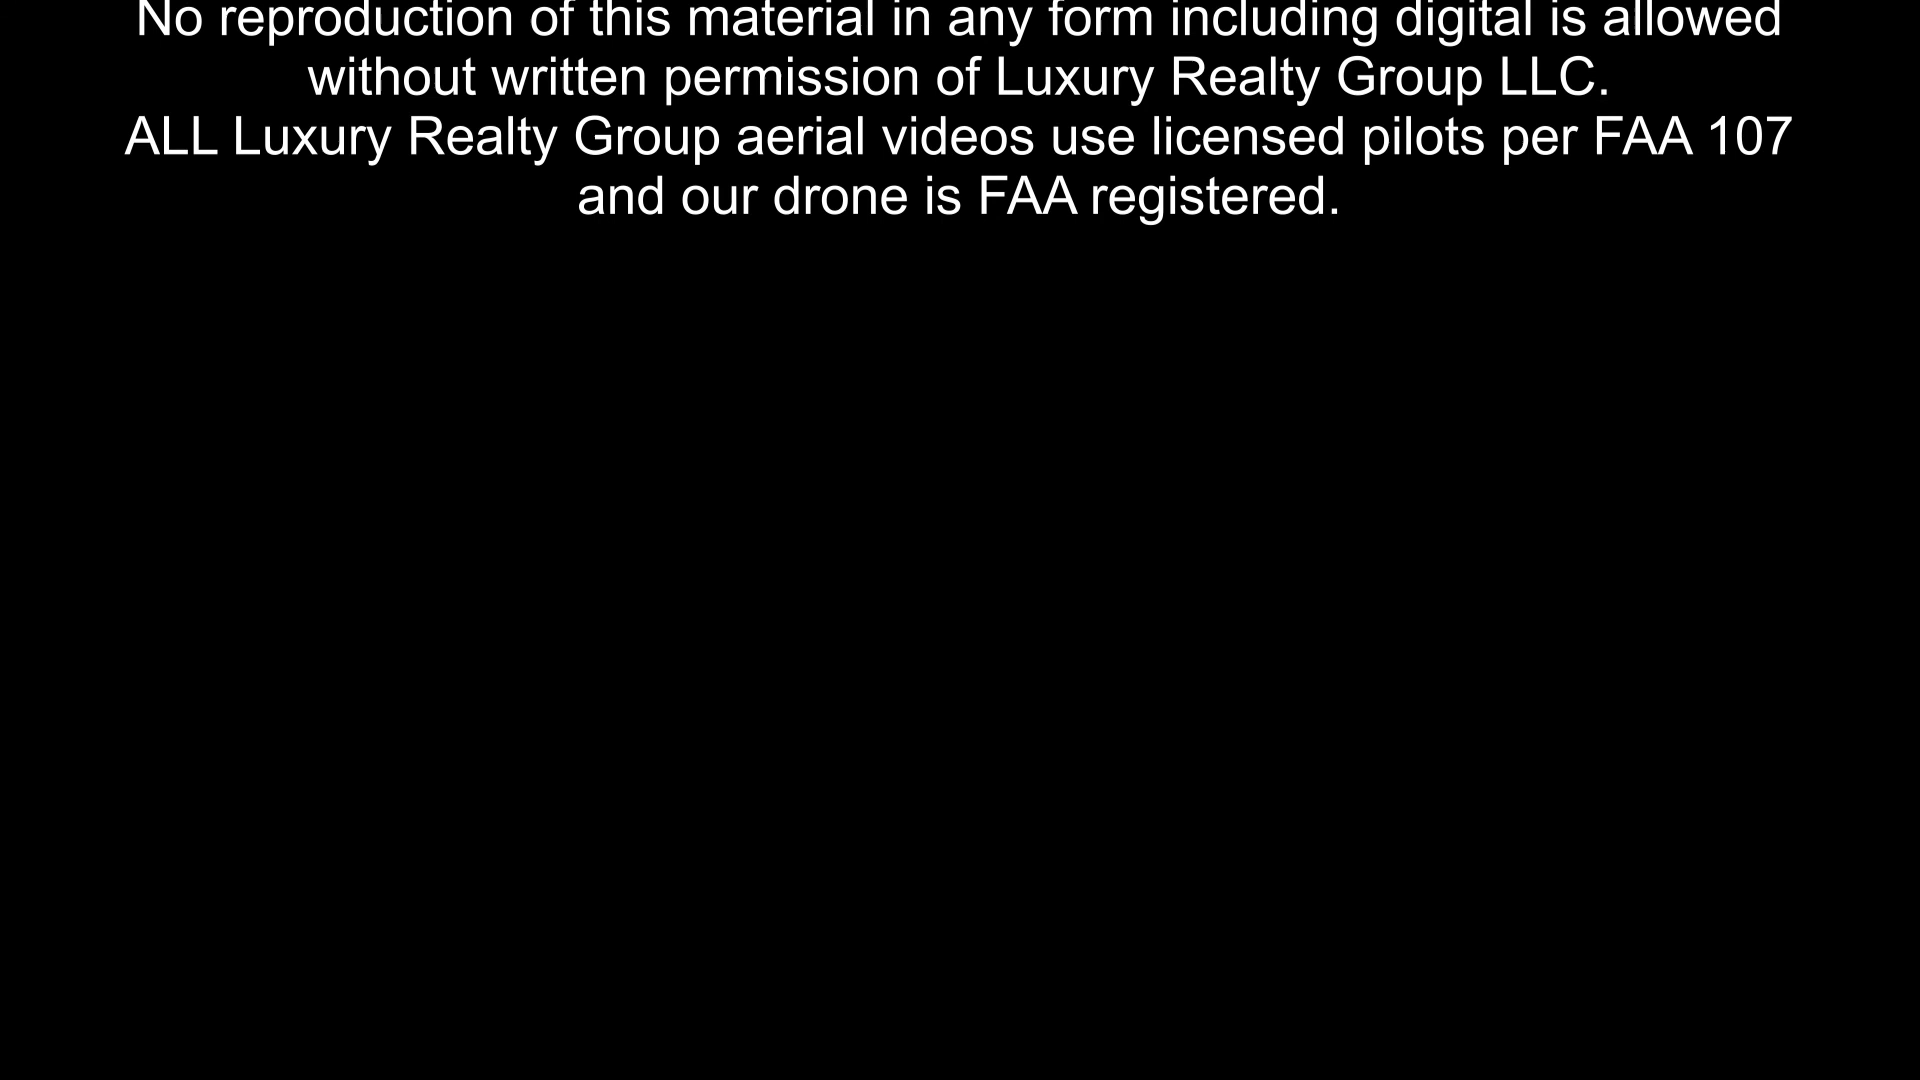 No reproduction of this material in any form including digital is allowed
without written permission of Luxury Realty Group LLC.
ALL Luxury Realty Group aerial videos use licensed pilots per FAA 107
and our drone is FAA registered.